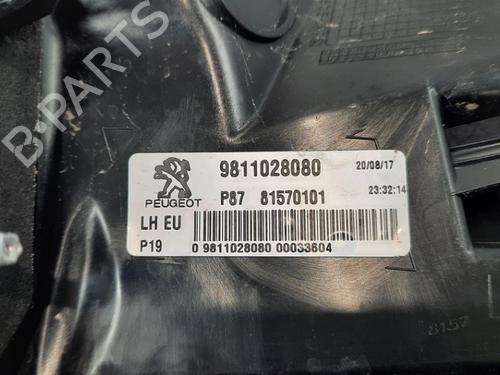 B-PARTS
9811028080
20/08/17
PEUGEOT
P87 81570101
23:32:14
LH EU
P19
0 9811028080 00033604
8157